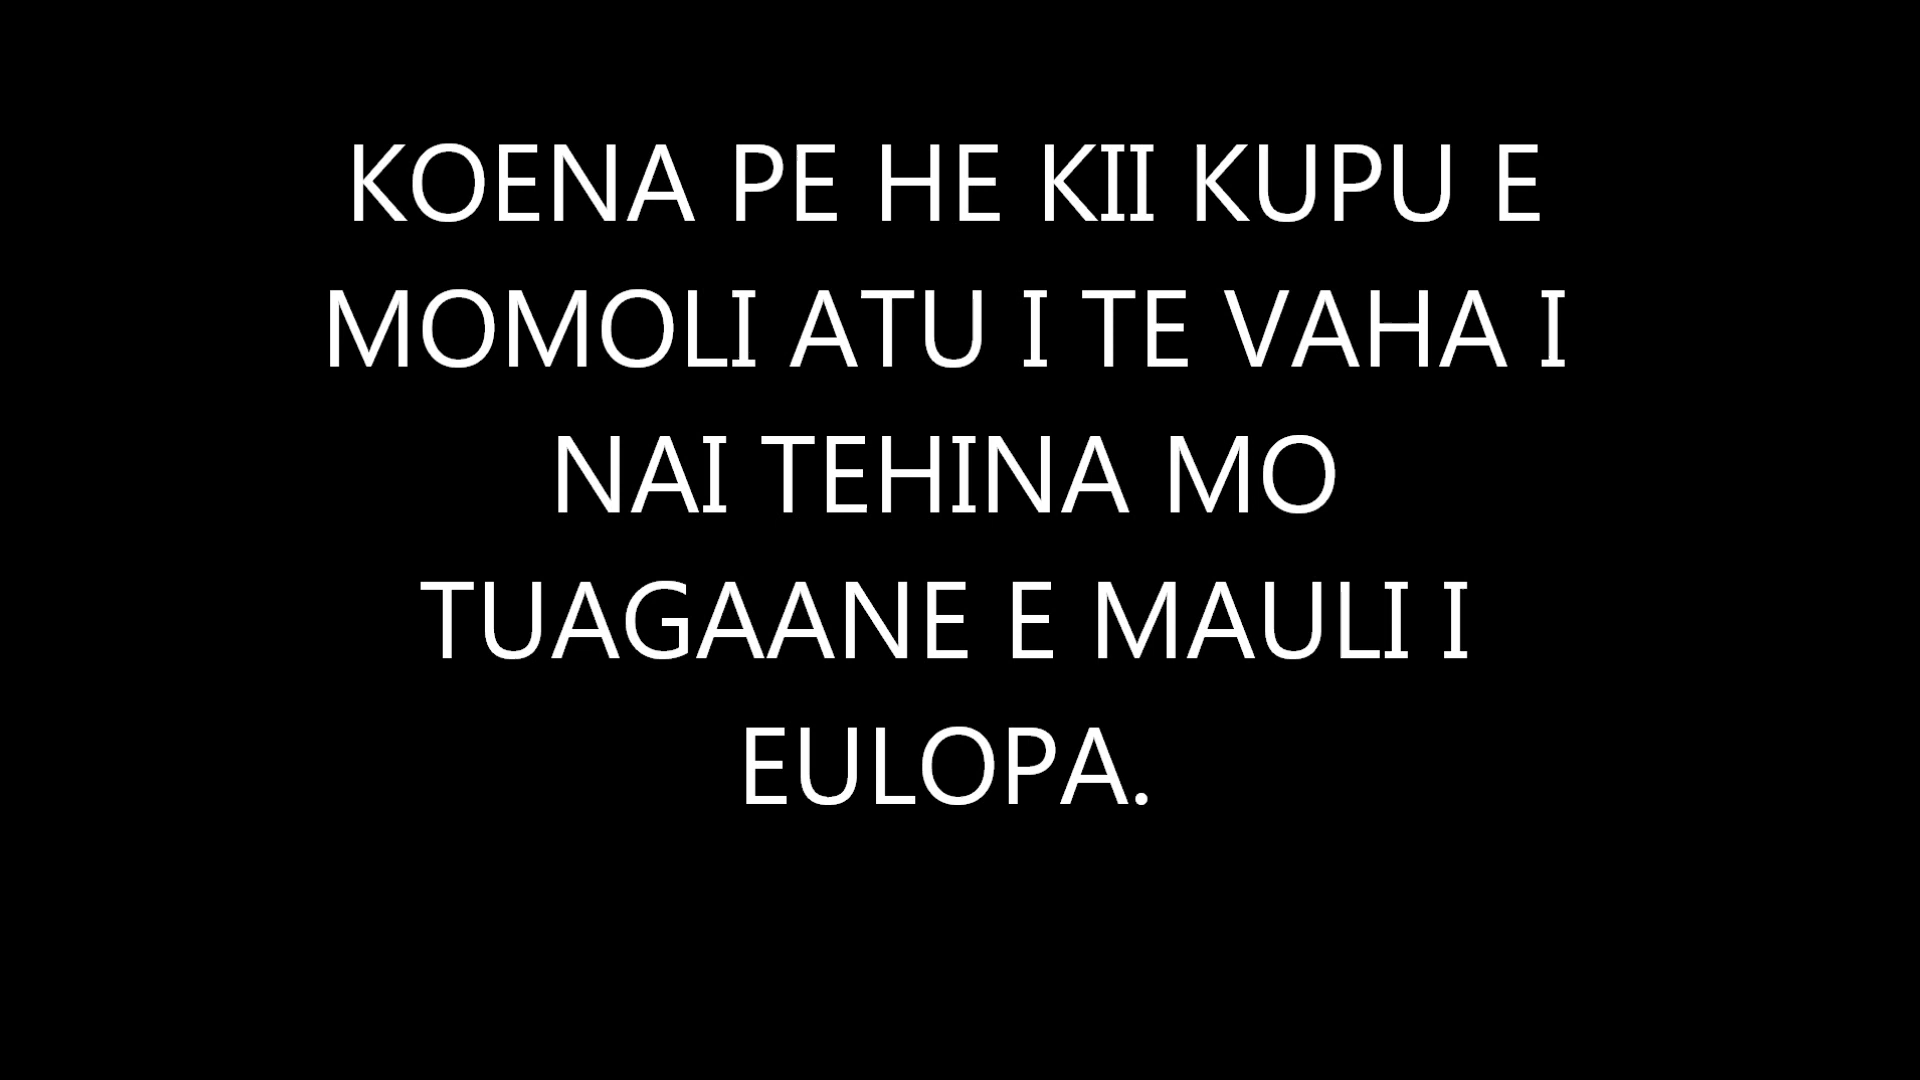 KOENA PE HE KII KUPU E
MOMOLI ATU I TE VAHA I
NAI TEHINA MO
TUAGAANE E MAULI I
EULOPA.